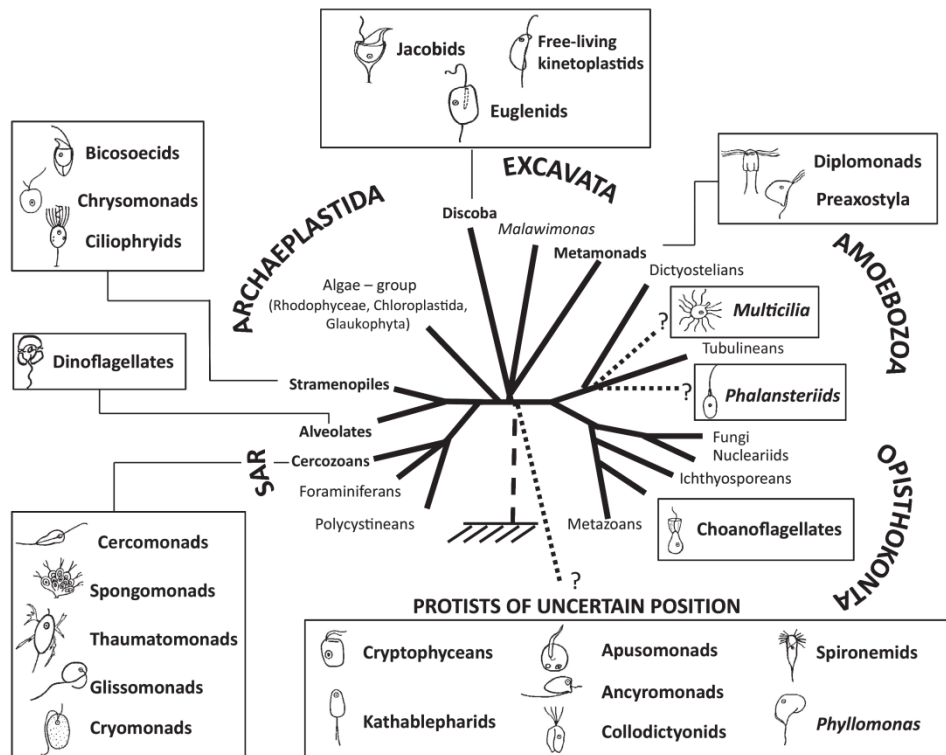 Jacobids
Free-living
kinetoplastids
Euglenids
Bicosoecids
Chrysomonads
Ciliophryids
Diplomonads
Preaxostyla
EXCAVATA
ARCHAEPLASTIDA
AMOEBOZOA
Discoba
Malawimonas
Metamonads
Dictyostelians
Algae – group
(Rhodophyceae, Chloroplastida,
Glaukophyta)
?
Multicilia
Tubulineans
Dinoflagellates
Stramenopiles
?
Phalansteriids
Alveolates
Fungi
Nucleariids
SAR
Cercozoans
Ichthyosporeans
Foraminiferans
OPISTHOKONTA
Polycystineans
Metazoans
Choanoflagellates
Cercomonads
Spongomonads
Thaumatomonads
Glissomonads
Cryomonads
?
PROTISTS OF UNCERTAIN POSITION
Cryptophyceans
Apusomonads
Spironemids
Ancyromonads
Kathablepharids
Collodictyonids
Phyllomonas